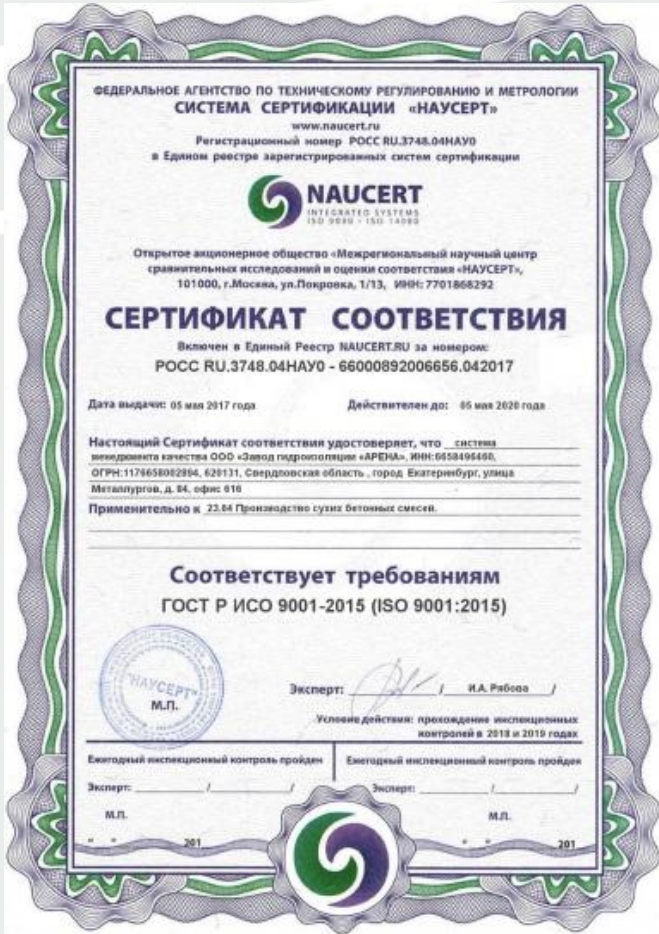 ФЕДЕРАЛЬНОЕ АГЕНТСТВО ПО ТЕХНИЧЕСКОМУ РЕГУЛИРОВАНИЮ И МЕТРОЛОГИИ
СИСТЕМА СЕРТИФИКАЦИИ «НАУСЕРТ»
www.naucert.ru
Регистрационный номер РОСС RU.3748.04НАУ0
в Едином реестре зарегистрированных систем сертификации
NAUCERT
INTEGRATED SYSTEMS
ISO 9000 - ISO 14000
Открытое акционерное общество «Межрегиональный научный центр
сравнительных исследований и оценки соответствия «НАУСЕРТ»,
101000, г.Москва, ул.Покровка, 1/13, ИНН: 7701868292
СЕРТИФИКАТ СООТВЕТСТВИЯ
Включен в Единый Реестр NAUCERT.RU за номером:
РОСС RU.3748.04НАУ0 - 66000892006656.042017
Дата выдачи: 05 мая 2017 года Действителен до: 05 мая 2020 года
Настоящий Сертификат соответствия удостоверяет, что система
менеджмента качества ООО «Завод гидроизоляции «АРЕНА», ИНН:6658496460,
ОГРН:1176658002894, 620131, Свердловская область , город Екатеринбург, улица
Металлургов, д. 84, офис 616
Применительно к 23.64 Производство сухих бетонных смесей.
Соответствует требованиям
ГОСТ Р ИСО 9001-2015 (ISO 9001:2015)
"НАУСЕРТ"
М.П.
Эксперт: / И.А. Рябова /
Условие действия: прохождение инспекционных
контролей в 2018 и 2019 годах
Ежегодный инспекционный контроль пройден Ежегодный инспекционный контроль пройден
Эксперт: / / Эксперт: / /
М.П. М.П.
" " 201 " " 201